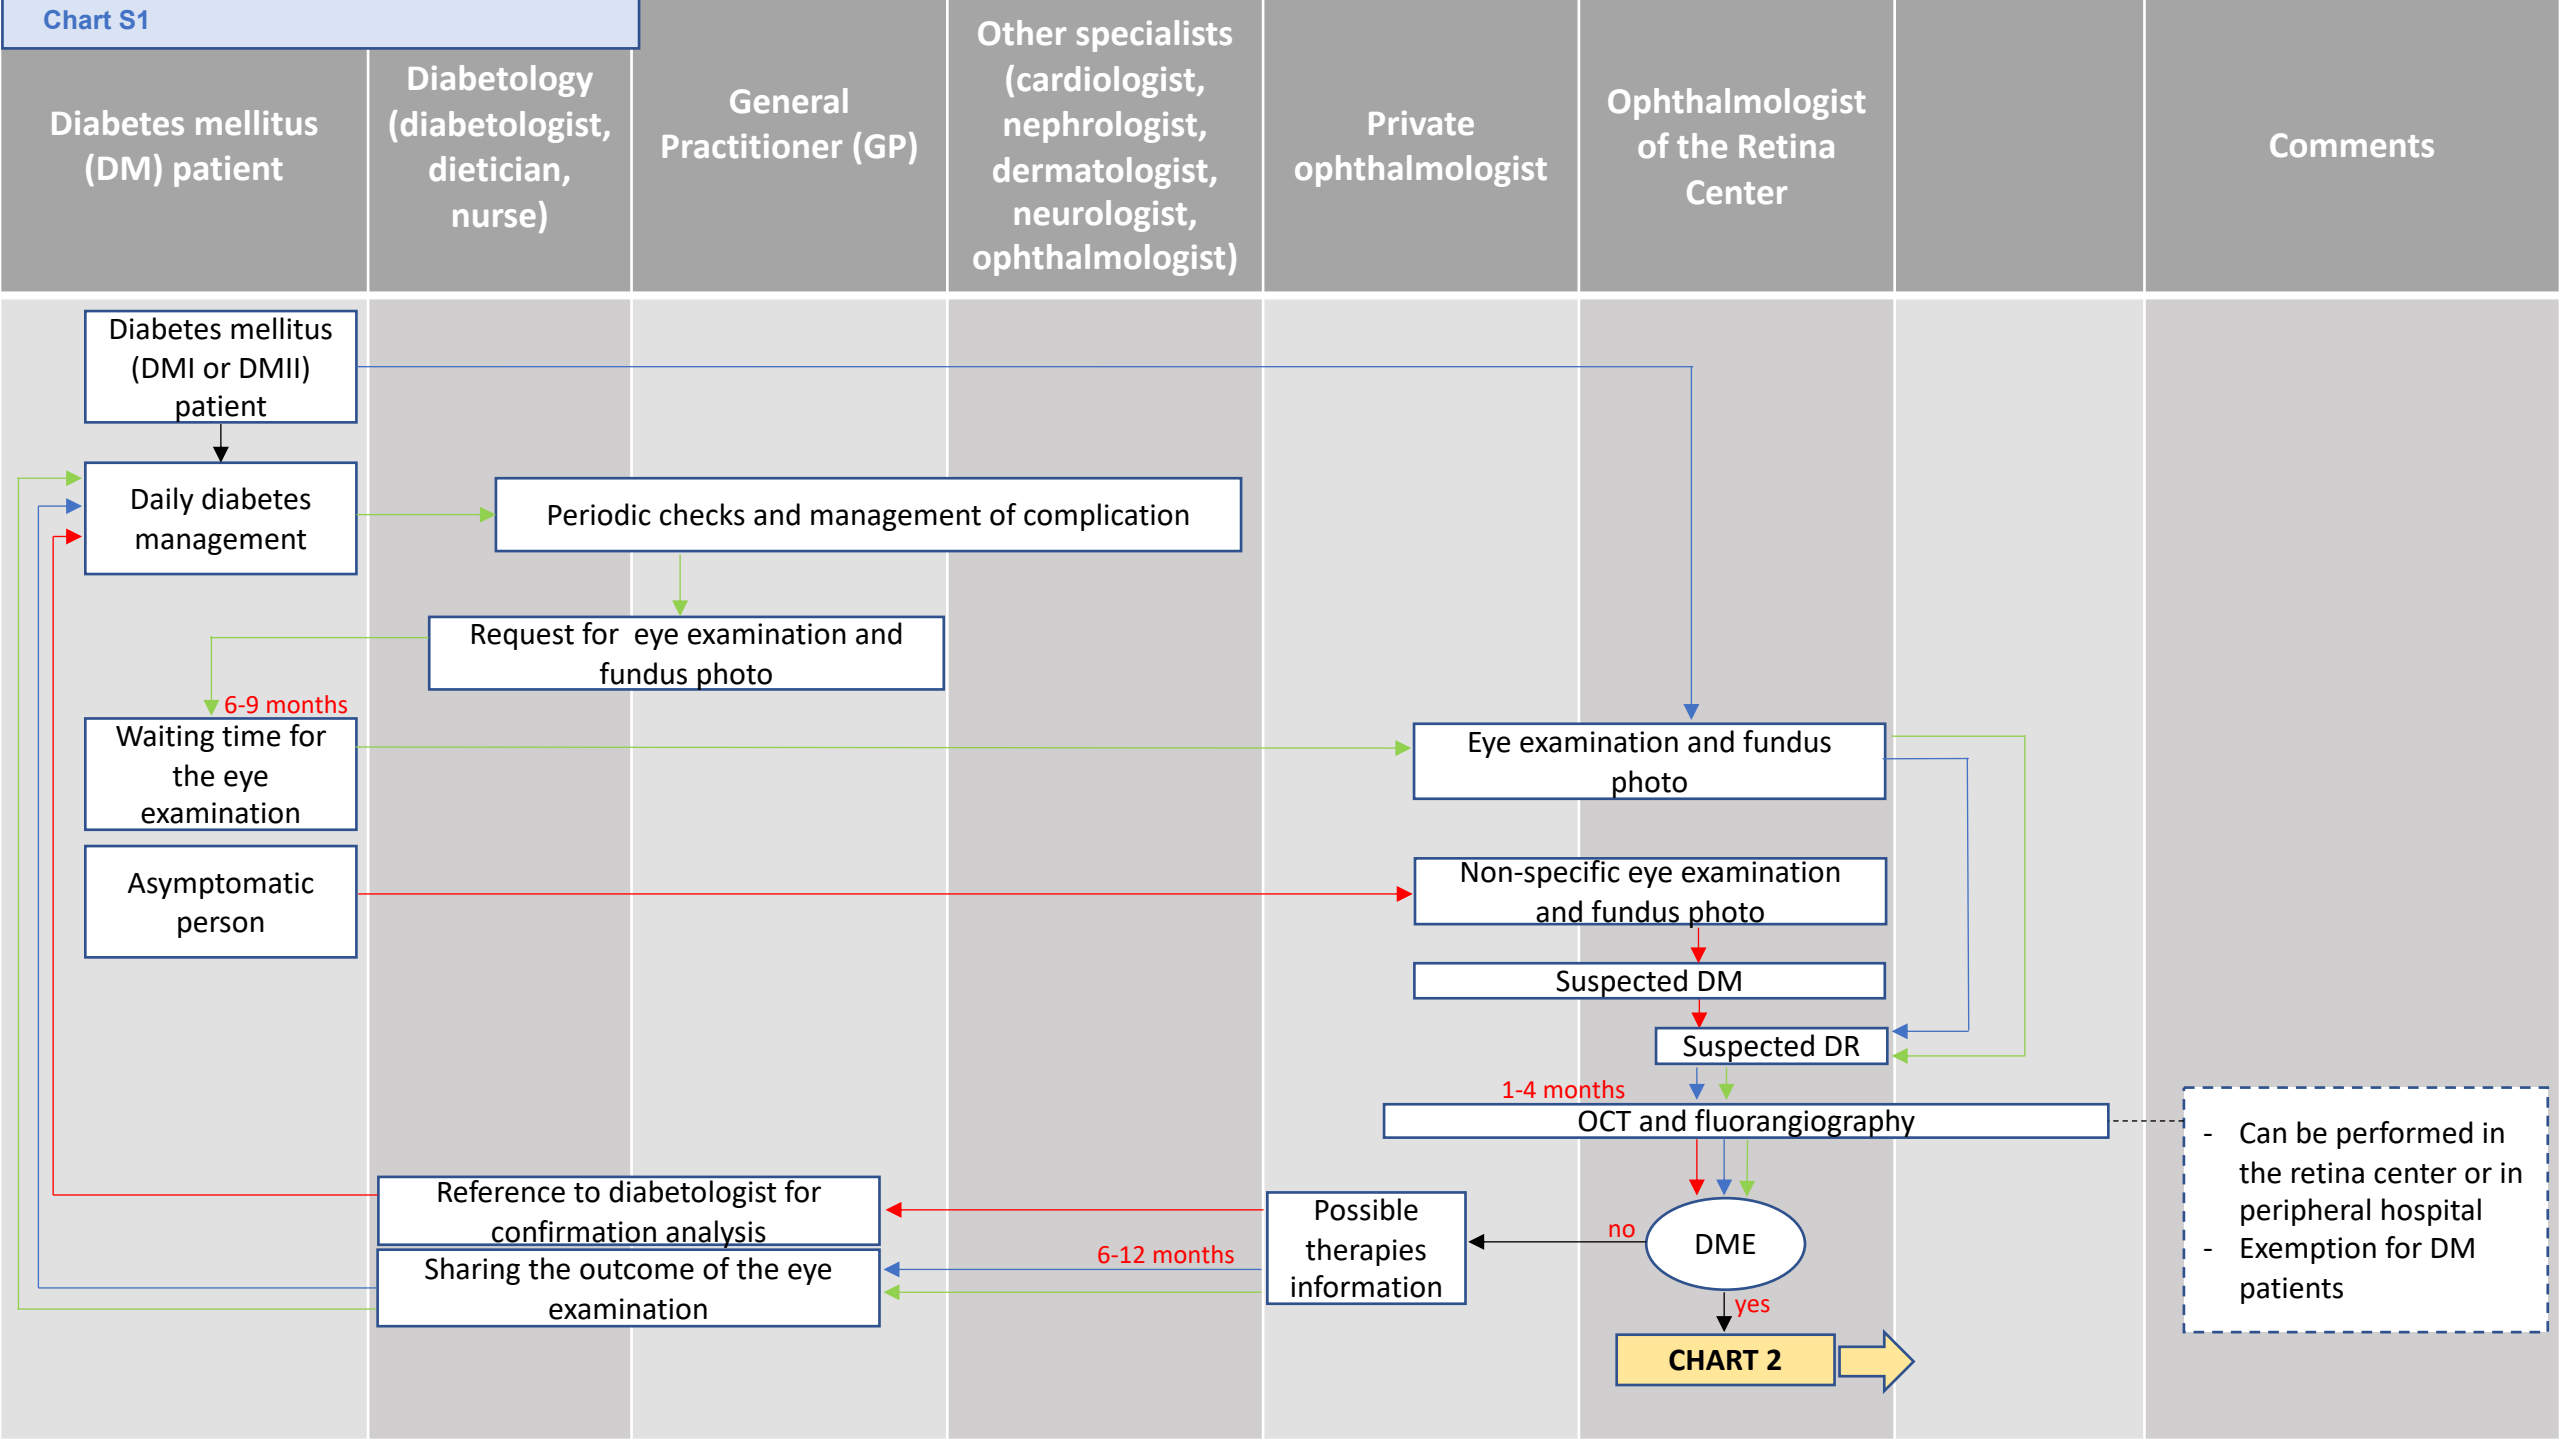 Chart S1
Diabetes mellitus
(DM) patient
Diabetology
(diabetologist,
dietician,
nurse)
General
Practitioner (GP)
Other specialists
(cardiologist,
nephrologist,
dermatologist,
neurologist,
ophthalmologist)
Private
ophthalmologist
Ophthalmologist
of the Retina
Center
Comments
Diabetes mellitus
(DMI or DMII)
patient
Daily diabetes
management
Periodic checks and management of complication
Request for  eye examination and
fundus photo
6-9 months
Waiting time for
the eye
examination
Eye examination and fundus
photo
Asymptomatic
person
Non-specific eye examination
and fundus photo
Suspected DM
Suspected DR
1-4 months
OCT and fluorangiography
- Can be performed in
the retina center or in
peripheral hospital
- Exemption for DM
patients
Reference to diabetologist for
confirmation analysis
Sharing the outcome of the eye
examination
6-12 months
Possible
therapies
information
no
DME
yes
CHART 2